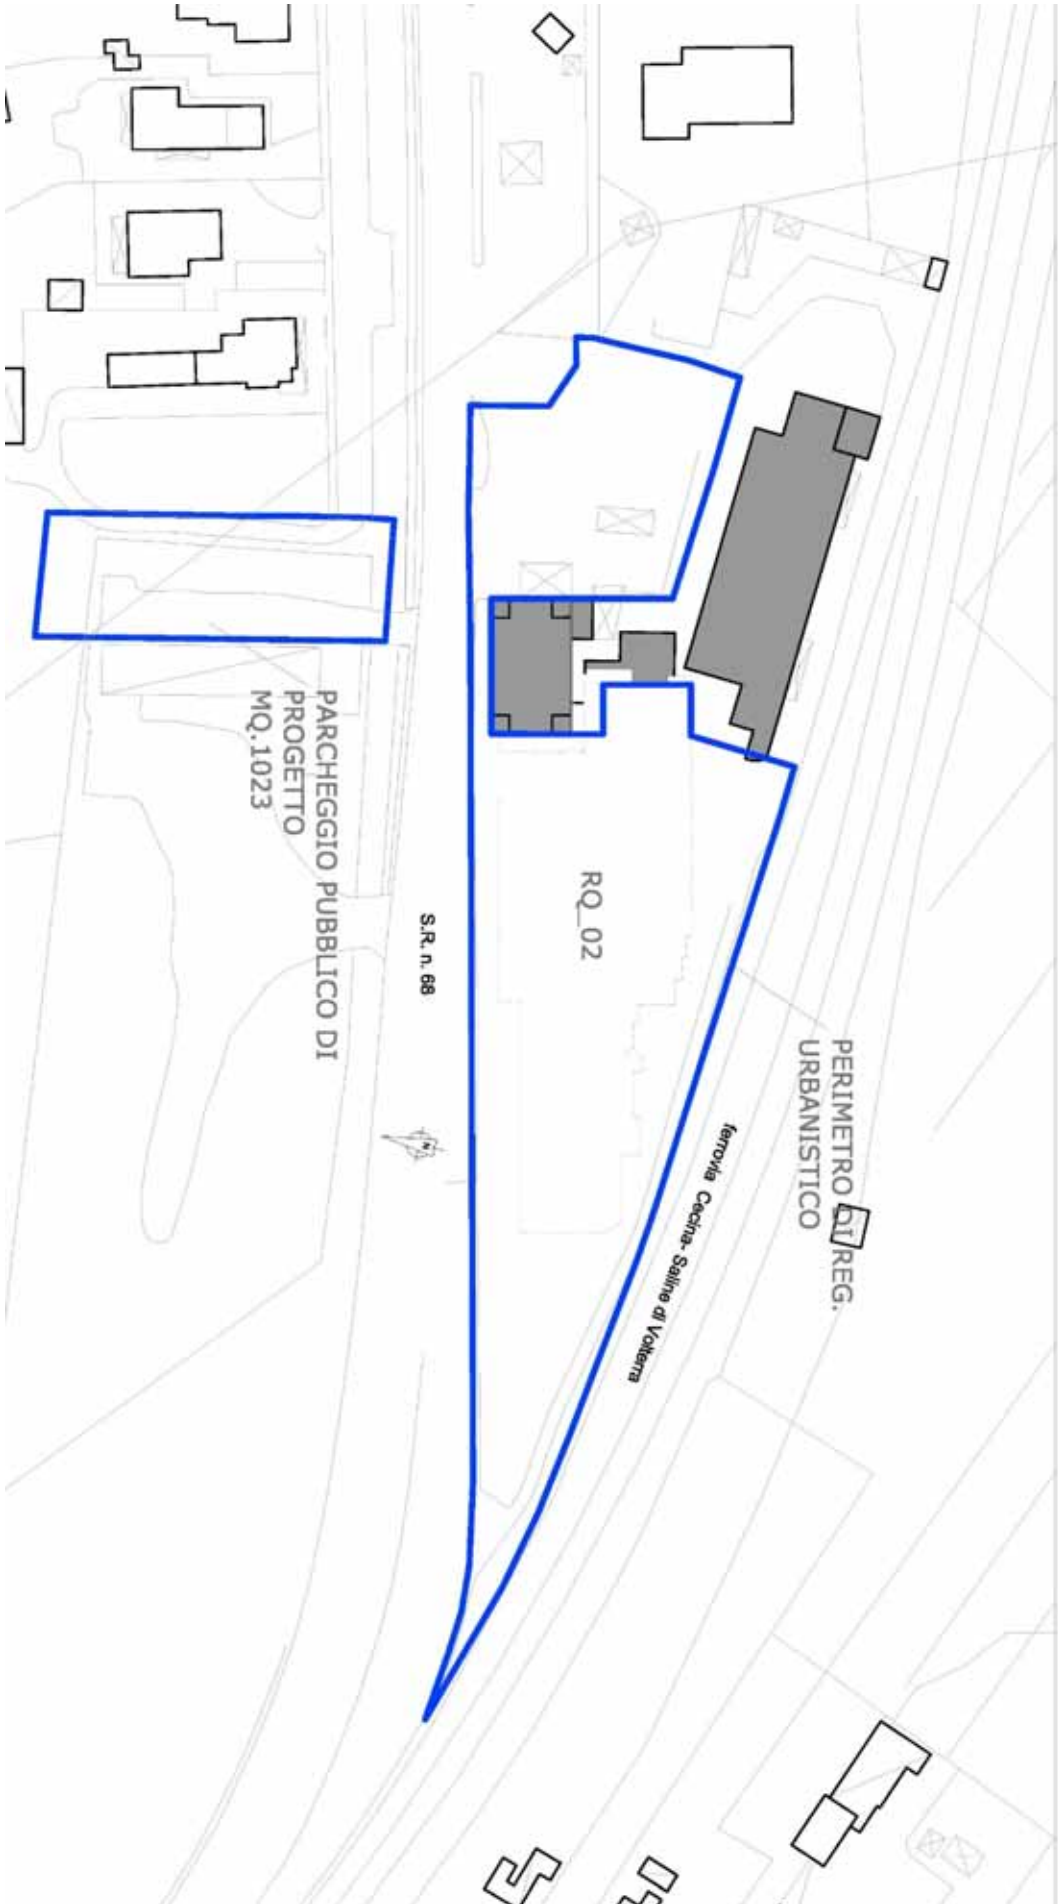 PARCHEGGIO PUBBLICO DI
PROGETTO
MQ.1023
S.R. n. 68
RQ_02
PERIMETRO DI REG.
URBANISTICO
ferrovia Cecina- Saline di Volterra
N